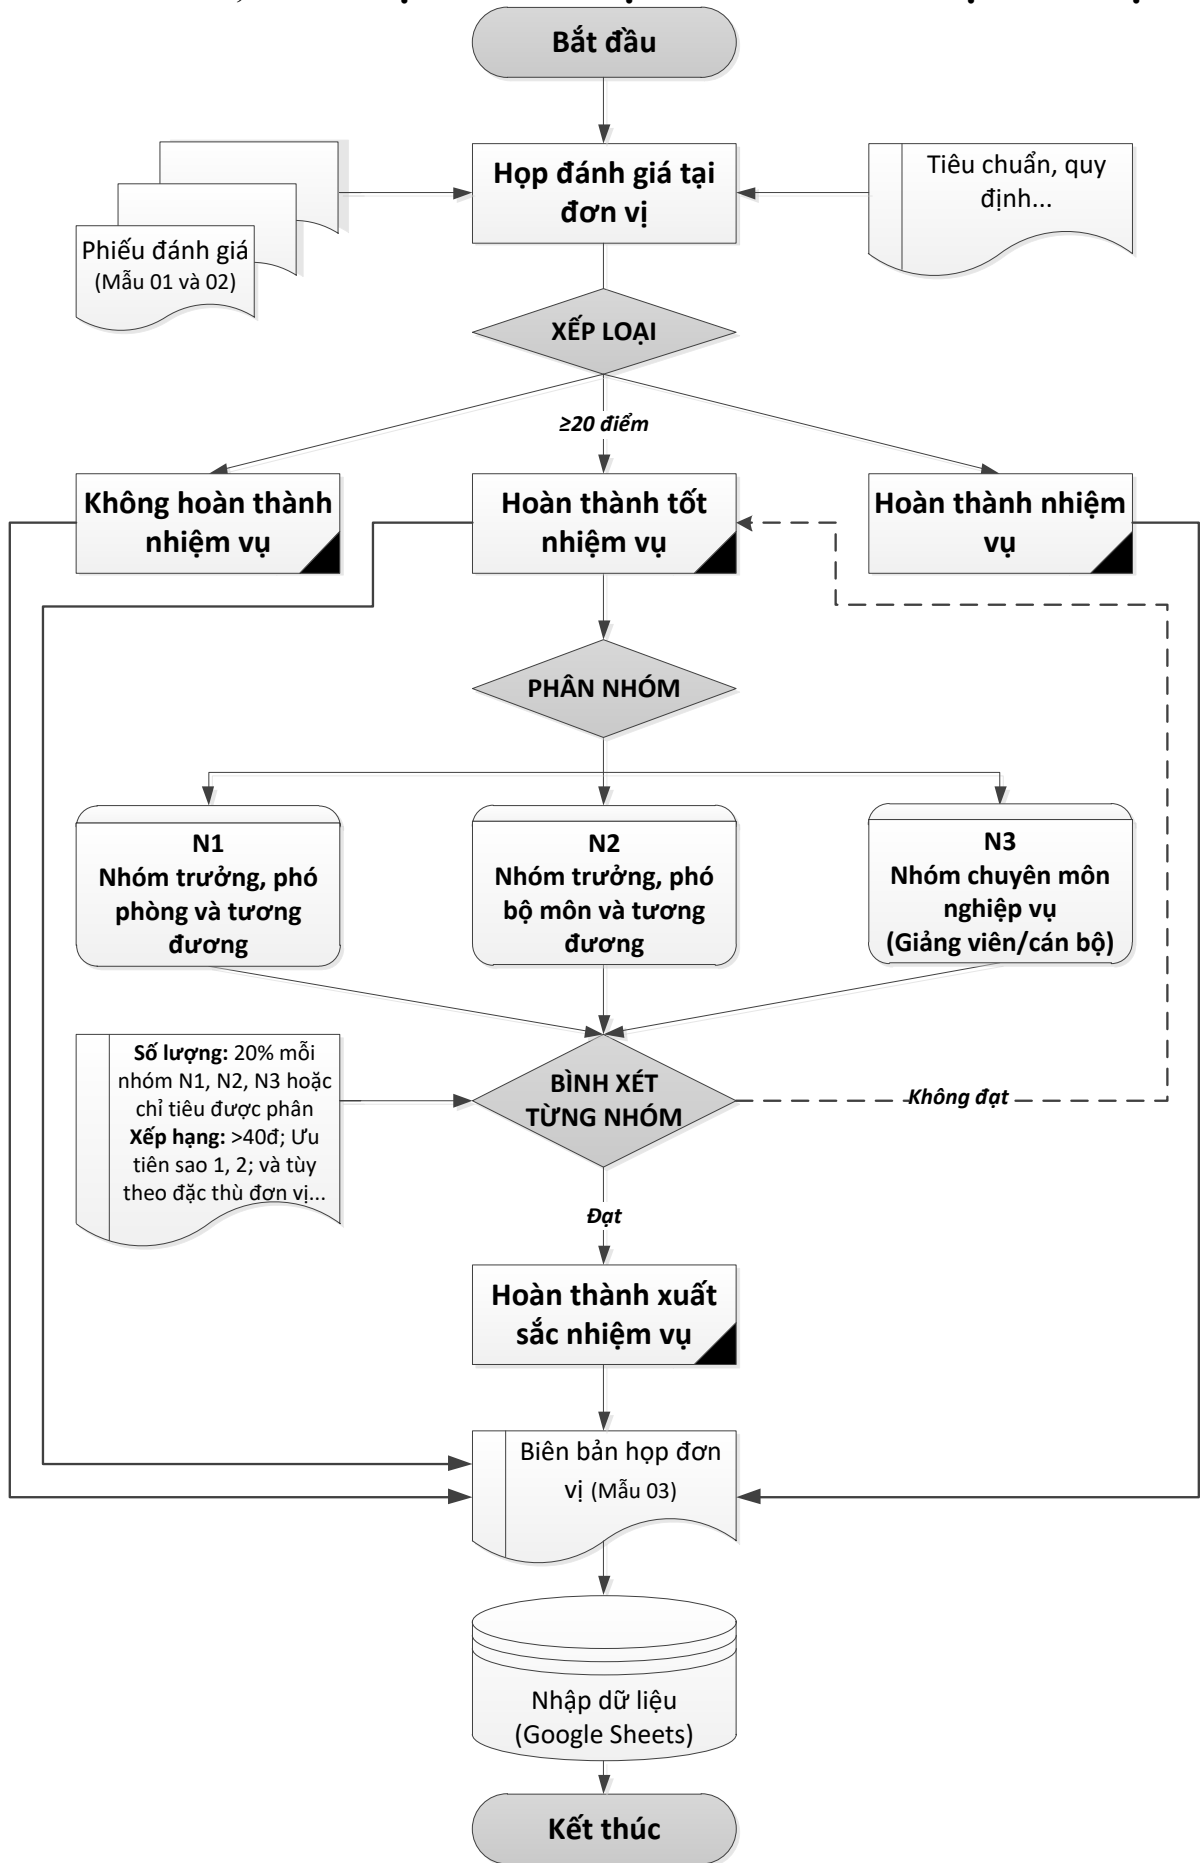 Bắt đầu
Họp đánh giá tại
đơn vị
Tiêu chuẩn, quy
định...
Phiếu đánh giá
(Mẫu 01 và 02)
XẾP LOẠI
≥20 điểm
Không hoàn thành
nhiệm vụ
Hoàn thành tốt
nhiệm vụ
Hoàn thành nhiệm
vụ
PHÂN NHÓM
N1
Nhóm trưởng, phó
phòng và tương
đương
N2
Nhóm trưởng, phó
bộ môn và tương
đương
N3
Nhóm chuyên môn
nghiệp vụ
(Giảng viên/cán bộ)
Số lượng: 20% mỗi
nhóm N1, N2, N3 hoặc
chỉ tiêu được phân
Xếp hạng: >40đ; Ưu
tiên sao 1, 2; và tùy
theo đặc thù đơn vị...
BÌNH XÉT
TỪNG NHÓM
Không đạt
Đạt
Hoàn thành xuất
sắc nhiệm vụ
Biên bản họp đơn
vị (Mẫu 03)
Nhập dữ liệu
(Google Sheets)
Kết thúc